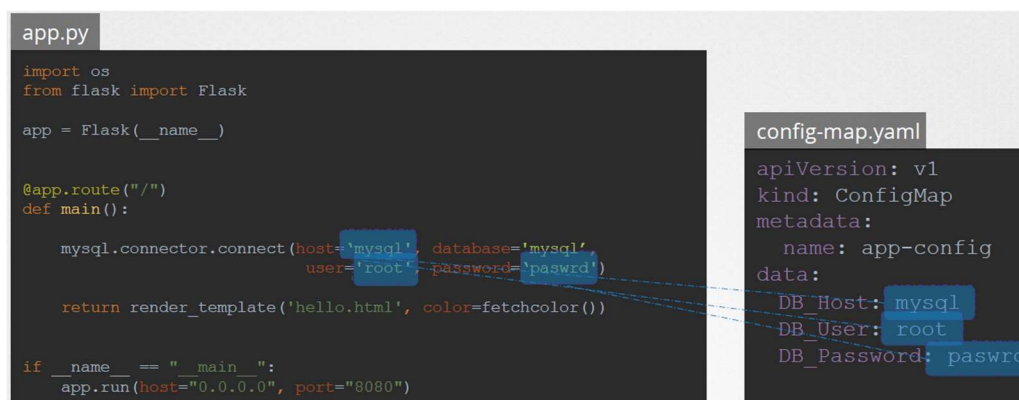 app.py
import os
from flask import Flask
app = Flask(__name__)
@app.route("/")
def main():
mysql.connector.connect(host=‘mysql', database='mysql’,
user='root', password=‘paswrd')
return render_template('hello.html', color=fetchcolor())
if __name__ == "__main__":
app.run(host="0.0.0.0", port="8080")
config-map.yaml
apiVersion: v1
kind: ConfigMap
metadata:
name: app-config
data:
DB_Host: mysql
DB_User: root
DB_Password: paswrd